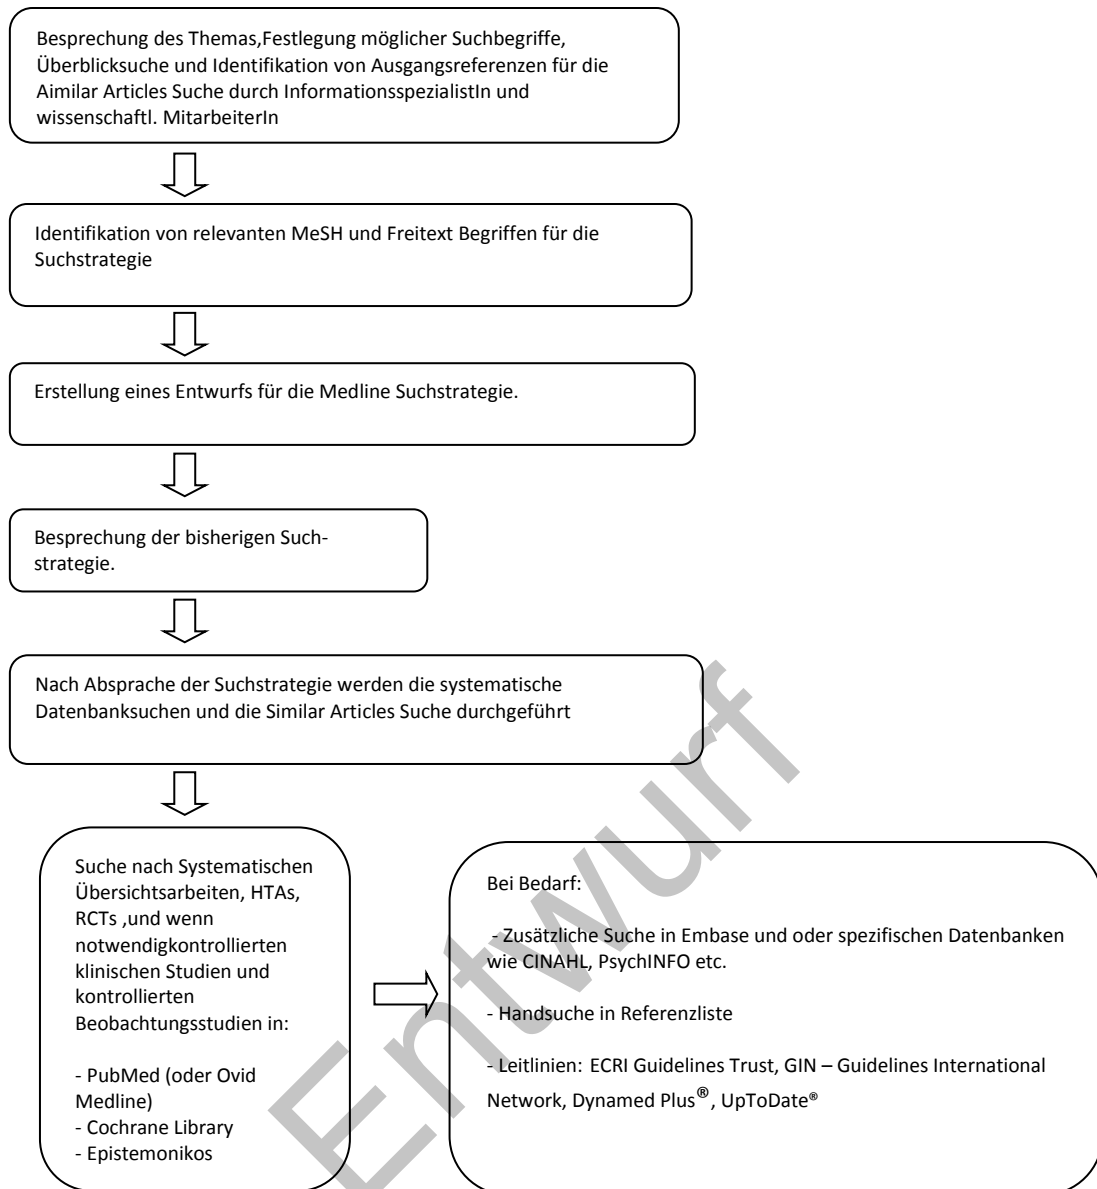 Besprechung des Themas,Festlegung möglicher Suchbegriffe,
Überblicksuche und Identifikation von Ausgangsreferenzen für die
Aimilar Articles Suche durch InformationsspezialistIn und
wissenschaftl. MitarbeiterIn
Identifikation von relevanten MeSH und Freitext Begriffen für die
Suchstrategie
Erstellung eines Entwurfs für die Medline Suchstrategie.
Besprechung der bisherigen Such-
strategie.
Nach Absprache der Suchstrategie werden die systematische
Datenbanksuchen und die Similar Articles Suche durchgeführt
Suche nach Systematischen
Übersichtsarbeiten, HTAs,
RCTs ,und wenn
notwendigkontrollierten
klinischen Studien und
kontrollierten
Beobachtungsstudien in:
- PubMed (oder Ovid
Medline)
- Cochrane Library
- Epistemonikos
Bei Bedarf:
- Zusätzliche Suche in Embase und oder spezifischen Datenbanken
wie CINAHL, PsychINFO etc.
- Handsuche in Referenzliste
- Leitlinien: ECRI Guidelines Trust, GIN – Guidelines International
Network, Dynamed Plus®, UpToDate®
Entwurf